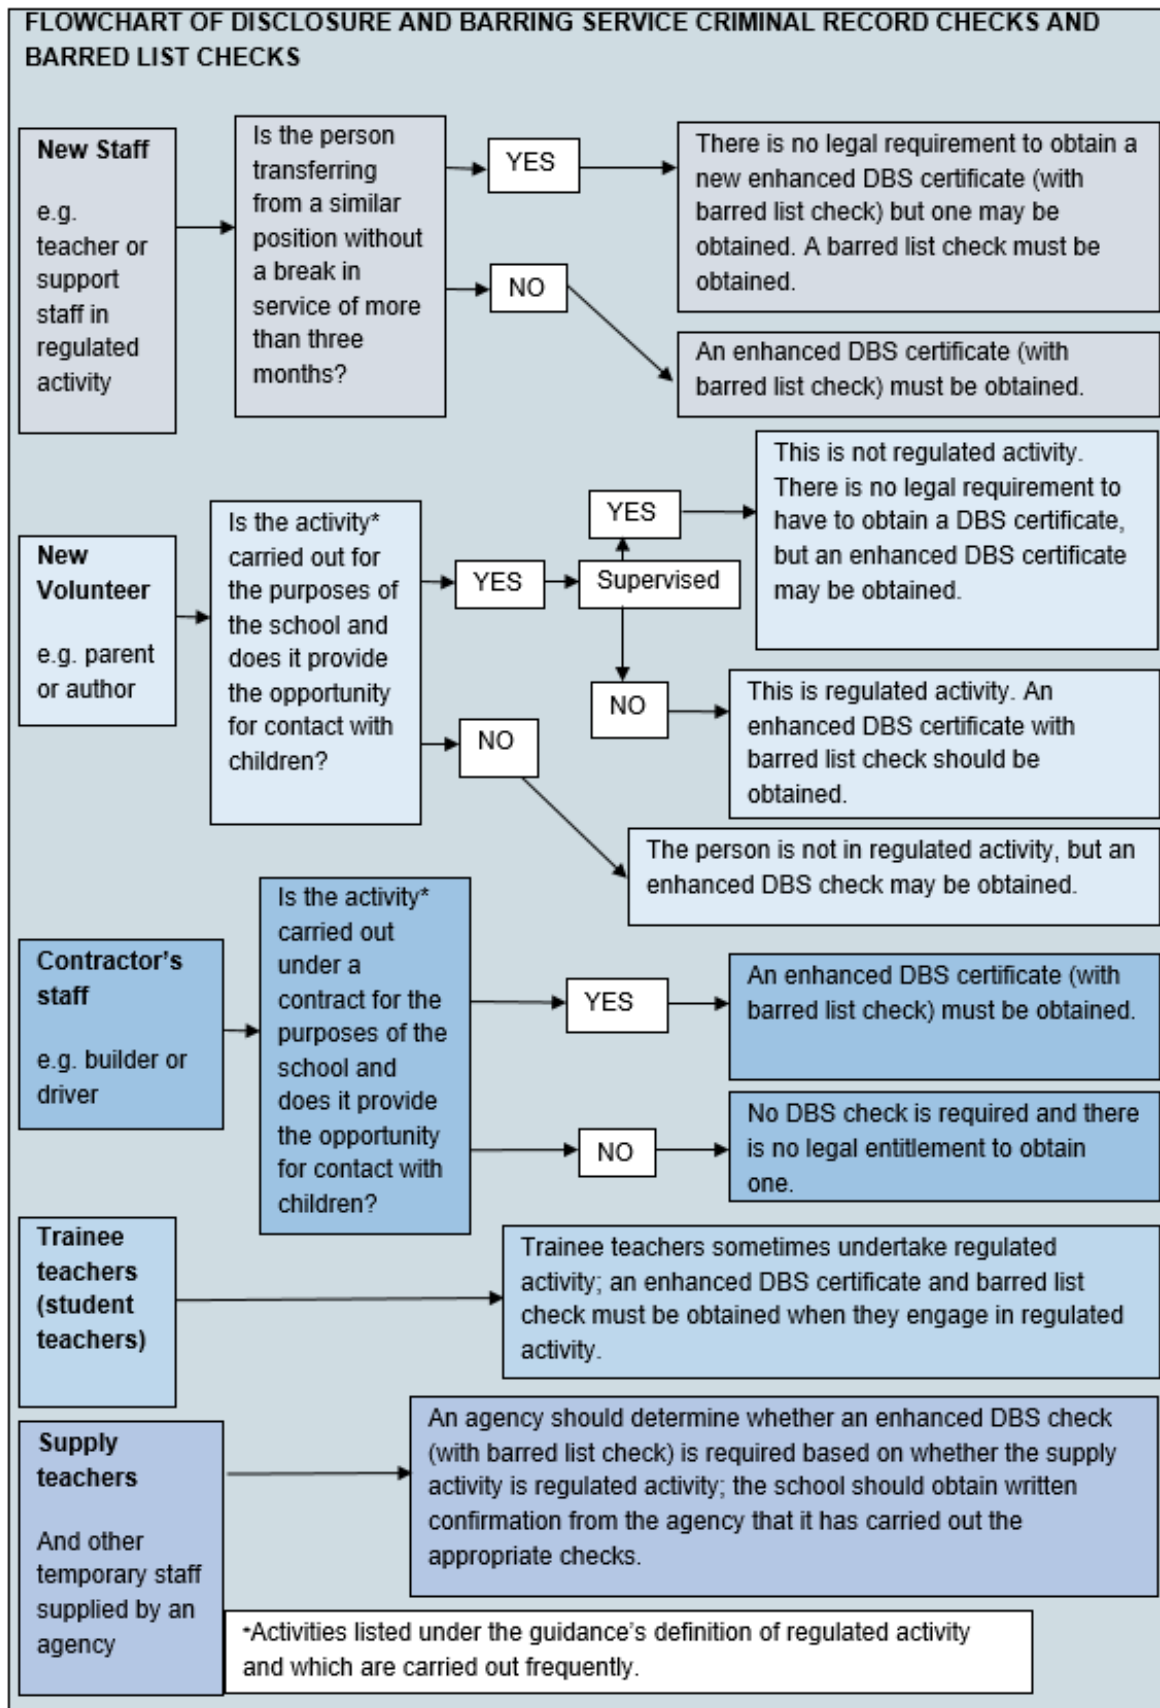 FLOWCHART OF DISCLOSURE AND BARRING SERVICE CRIMINAL RECORD CHECKS AND
BARRED LIST CHECKS
New Staff
e.g.
teacher or
support
staff in
regulated
activity
Is the person
transferring
from a similar
position without
a break in
service of more
than three
months?
YES
There is no legal requirement to obtain a
new enhanced DBS certificate (with
barred list check) but one may be
obtained. A barred list check must be
obtained.
NO
An enhanced DBS certificate (with
barred list check) must be obtained.
New
Volunteer
e.g. parent
or author
Is the activity*
carried out for
the purposes of
the school and
does it provide
the opportunity
for contact with
children?
YES
Supervised
YES
This is not regulated activity.
There is no legal requirement to
have to obtain a DBS certificate,
but an enhanced DBS certificate
may be obtained.
NO
This is regulated activity. An
enhanced DBS certificate with
barred list check should be
obtained.
NO
The person is not in regulated activity, but an
enhanced DBS check may be obtained.
Contractor's
staff
e.g. builder or
driver
Is the activity*
carried out
under a
contract for the
purposes of the
school and
does it provide
the opportunity
for contact with
children?
YES
An enhanced DBS certificate (with
barred list check) must be obtained.
NO
No DBS check is required and there
is no legal entitlement to obtain
one.
Trainee
teachers
(student
teachers)
Trainee teachers sometimes undertake regulated
activity; an enhanced DBS certificate and barred list
check must be obtained when they engage in regulated
activity.
Supply
teachers
And other
temporary staff
supplied by an
agency
An agency should determine whether an enhanced DBS check
(with barred list check) is required based on whether the supply
activity is regulated activity; the school should obtain written
confirmation from the agency that it has carried out the
appropriate checks.
*Activities listed under the guidance's definition of regulated activity
and which are carried out frequently.